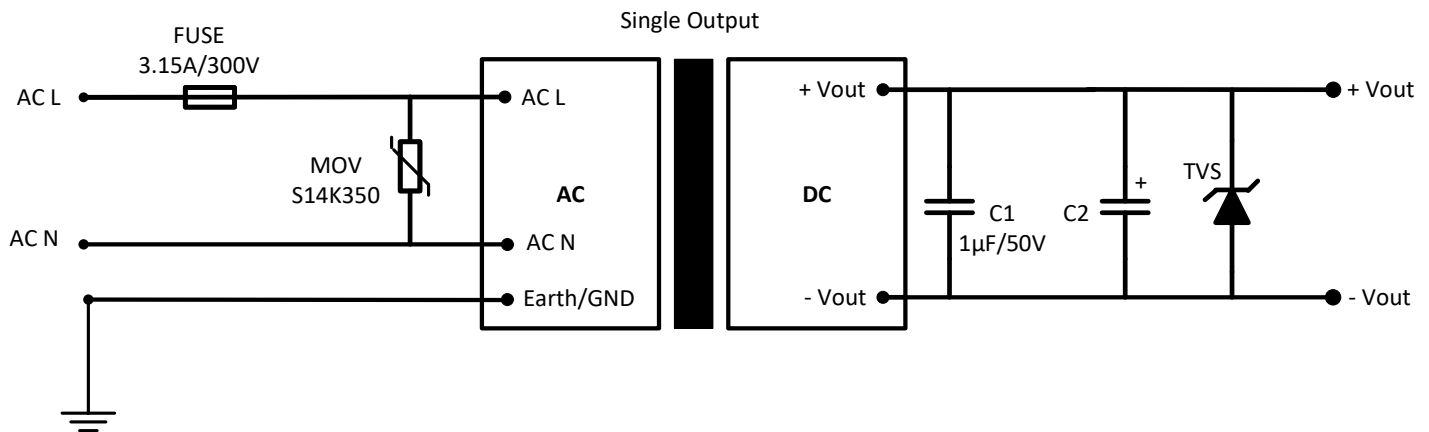 Single Output
FUSE
3.15A/300V
AC L
AC L
+ Vout
+ Vout
MOV
S14K350
AC
DC
+
TVS
C1
1µF/50V
C2
AC N
AC N
Earth/GND
- Vout
- Vout